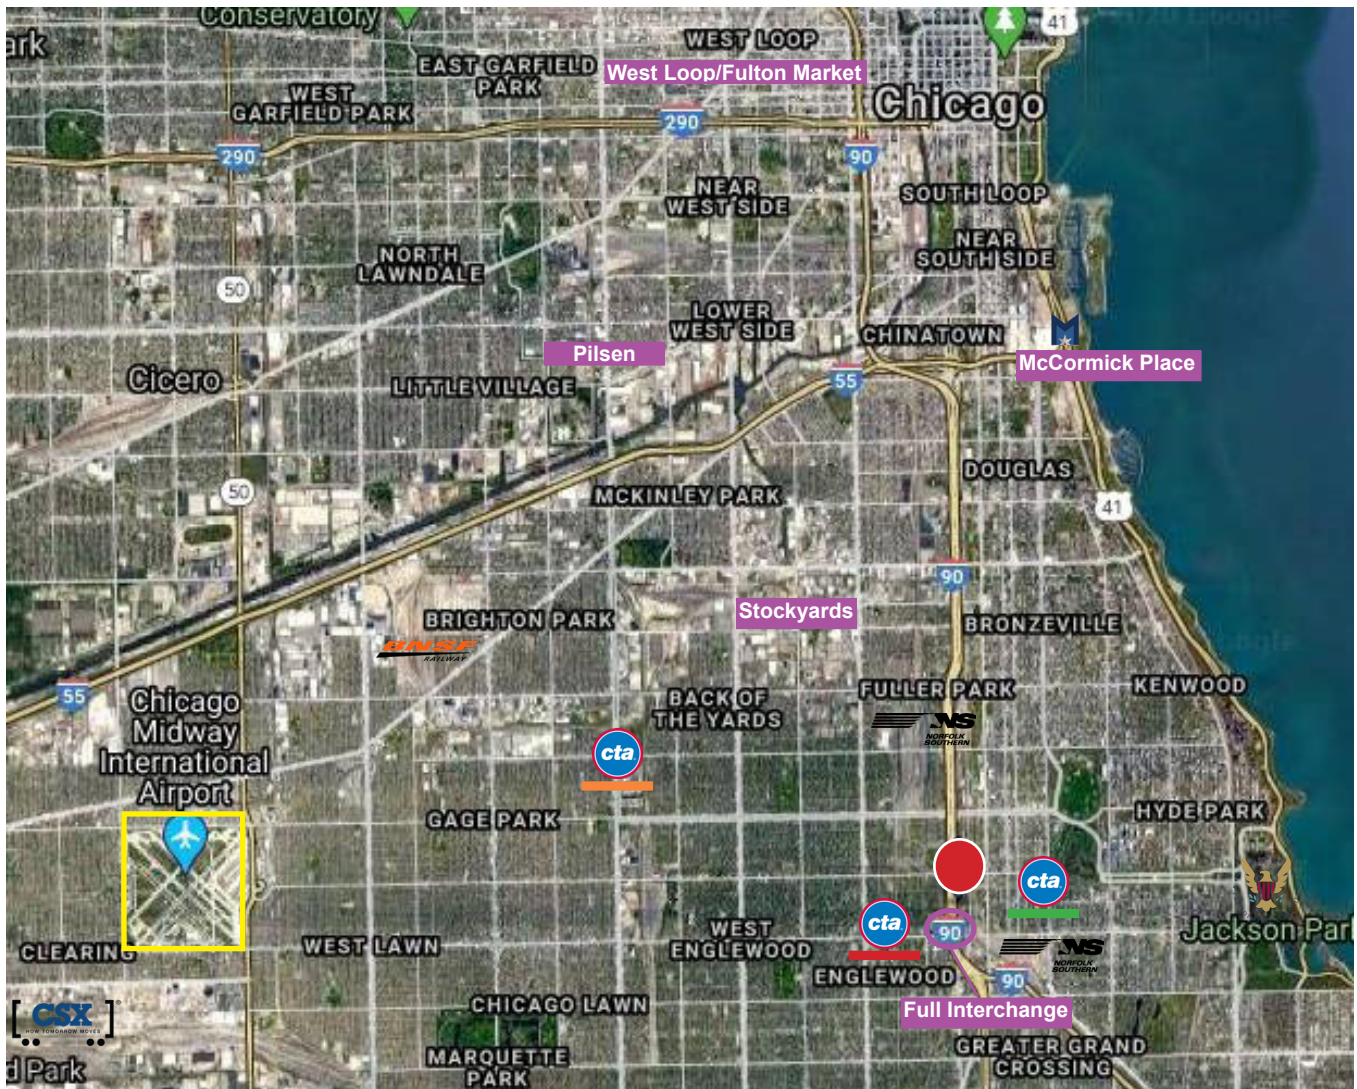 Conservatory
ark
WEST LOOP
41
EAST GARFIELD
PARK
West Loop/Fulton Market
WEST
GARFIELD PARK
Chicago
290
290
90
NEAR
WEST SIDE
SOUTH LOOP
NORTH
LAWNDALE
NEAR
SOUTH SIDE
50
LOWER
WEST SIDE
CHINATOWN
Pilsen
McCormick Place
Cicero
LITTLE VILLAGE
55
DOUGLAS
50
MCKINLEY PARK
41
90
BRIGHTON PARK
Stockyards
BRONZEVILLE
BNSF
RAILWAY
55
Chicago
Midway
International
Airport
BACK OF
THE YARDS
FULLER PARK
KENWOOD
NS
NORFOLK
SOUTHERN
cta
GAGE PARK
HYDE PARK
cta
cta
90
CLEARING
WEST LAWN
WEST
ENGLEWOOD
Jackson Park
NS
NORFOLK
SOUTHERN
ENGLEWOOD
90
CSX
HOW TOMORROW MOVES
CHICAGO LAWN
Full Interchange
d Park
MARQUETTE
PARK
GREATER GRAND
CROSSING